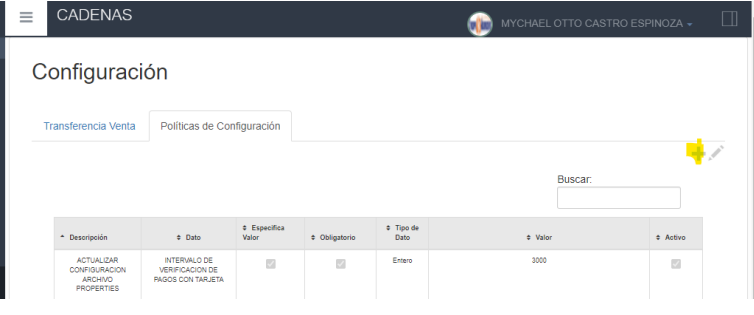 CADENAS
MYCHAEL OTTO CASTRO ESPINOZA
Configuración
Transferencia Venta
Políticas de Configuración
Buscar:
Descripción
Dato
Especifica
Valor
Obligatorio
Tipo de
Dato
Valor
Activo
ACTUALIZAR
CONFIGURACION
ARCHIVO
PROPERTIES
INTERVALO DE
VERIFICACION DE
PAGOS CON TARJETA
Entero
3000